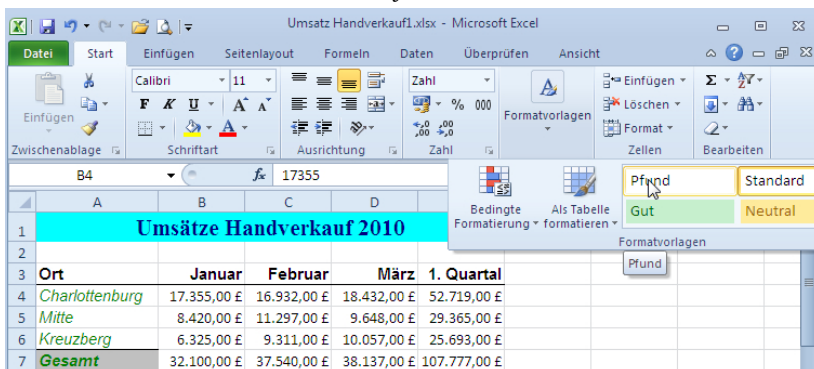 Umsatz Handverkauf1.xlsx - Microsoft Excel
Datei Start Einfügen Seitenlayout Formeln Daten Überprüfen Ansicht
Calibri 11 Zahl Einfügen Σ
F K U A A % 000 Formatvorlagen Löschen
Einfügen A Format
Zwischenablage Schriftart Ausrichtung Zahl Zellen Bearbeiten
B4 fx 17355
Bedingte Formatierung Als Tabelle formatieren Pfund Standard
Gut Neutral
Formatvorlagen
Pfund
A B C D
1 Umsätze Handverkauf 2010
2
3 Ort Januar Februar März 1. Quartal
4 Charlottenburg 17.355,00 £ 16.932,00 £ 18.432,00 £ 52.719,00 £
5 Mitte 8.420,00 £ 11.297,00 £ 9.648,00 £ 29.365,00 £
6 Kreuzberg 6.325,00 £ 9.311,00 £ 10.057,00 £ 25.693,00 £
7 Gesamt 32.100,00 £ 37.540,00 £ 38.137,00 £ 107.777,00 £